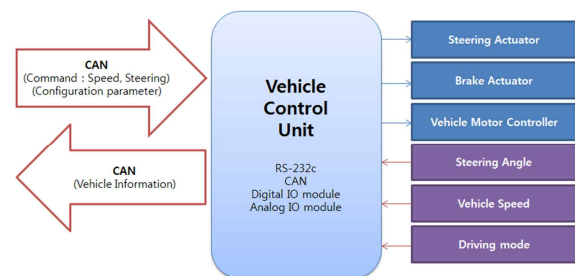 CAN
(Command : Speed, Steering)
(Configuration parameter)
CAN
(Vehicle Information)
Vehicle
Control
Unit
RS-232c
CAN
Digital IO module
Analog IO module
Steering Actuator
Brake Actuator
Vehicle Motor Controller
Steering Angle
Vehicle Speed
Driving mode